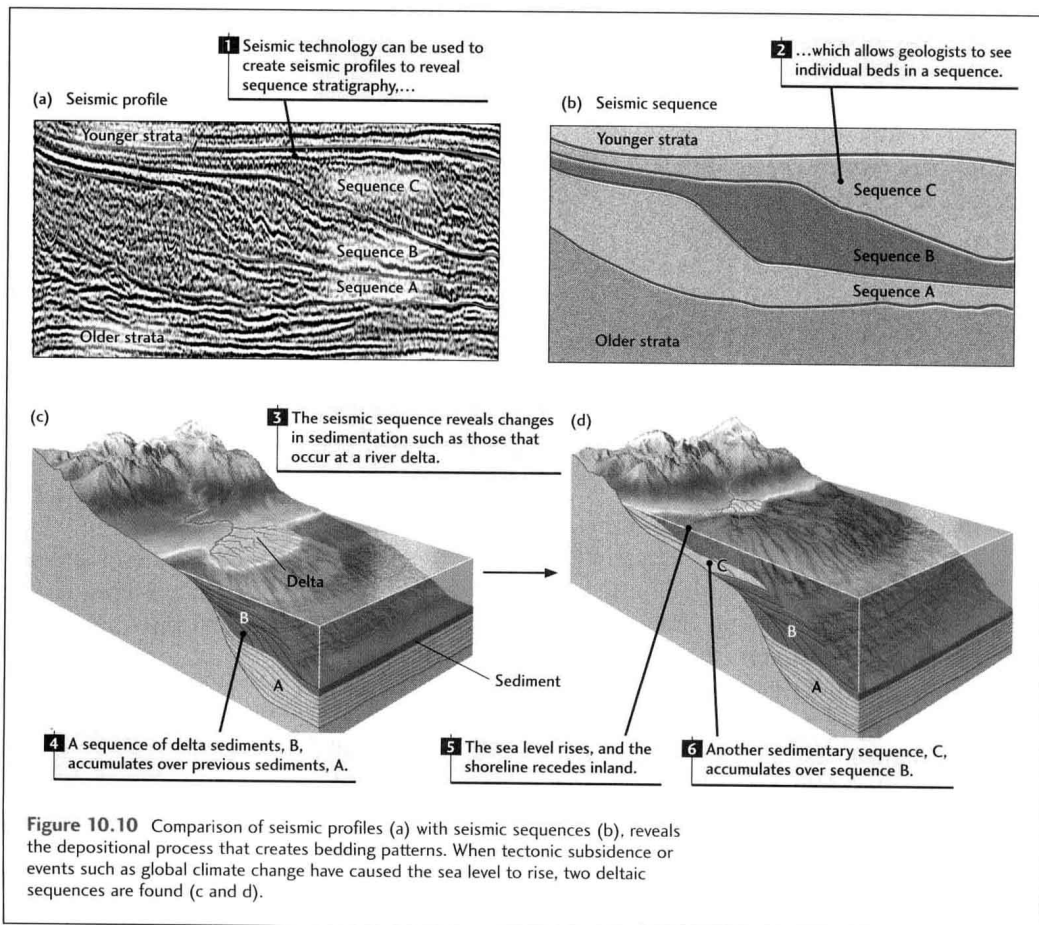 1 Seismic technology can be used to
create seismic profiles to reveal
sequence stratigraphy,...
2 ...which allows geologists to see
individual beds in a sequence.
(a) Seismic profile
Younger strata
Sequence C
Sequence B
Sequence A
Older strata
(b) Seismic sequence
Younger strata
Sequence C
Sequence B
Sequence A
Older strata
(c)
3 The seismic sequence reveals changes
in sedimentation such as those that
occur at a river delta.
(d)
Delta
B
A
Sediment
C
B
A
4 A sequence of delta sediments, B,
accumulates over previous sediments, A.
5 The sea level rises, and the
shoreline recedes inland.
6 Another sedimentary sequence, C,
accumulates over sequence B.
Figure 10.10 Comparison of seismic profiles (a) with seismic sequences (b), reveals
the depositional process that creates bedding patterns. When tectonic subsidence or
events such as global climate change have caused the sea level to rise, two deltaic
sequences are found (c and d).